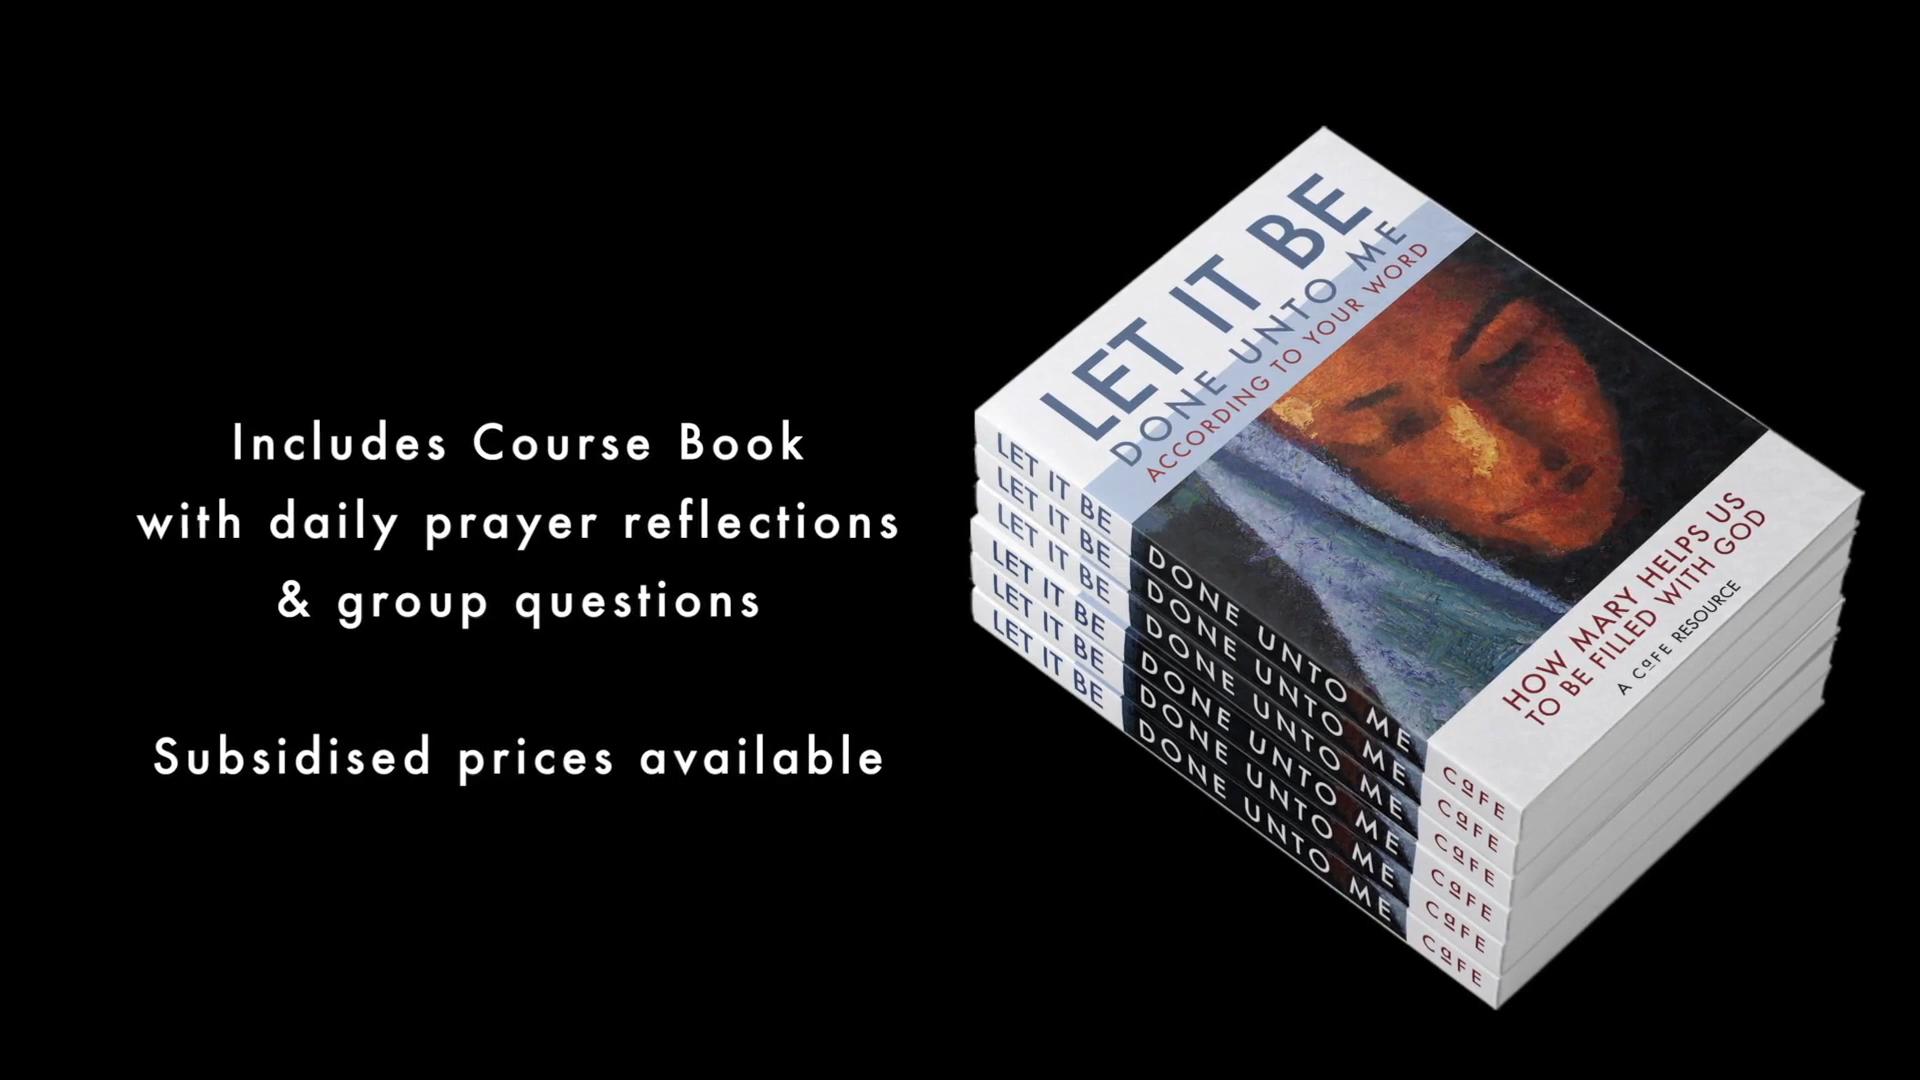 Includes Course Book
with daily prayer reflections
& group questions
Subsidised prices available
LET IT BE
DONE UNTO ME
ACCORDING TO YOUR WORD
HOW MARY HELPS US
TO BE FILLED WITH GOD
A CaFE RESOURCE
LET IT BE DONE UNTO ME CaFE
LET IT BE DONE UNTO ME CaFE
LET IT BE DONE UNTO ME CaFE
LET IT BE DONE UNTO ME CaFE
LET IT BE DONE UNTO ME CaFE
LET IT BE DONE UNTO ME CaFE